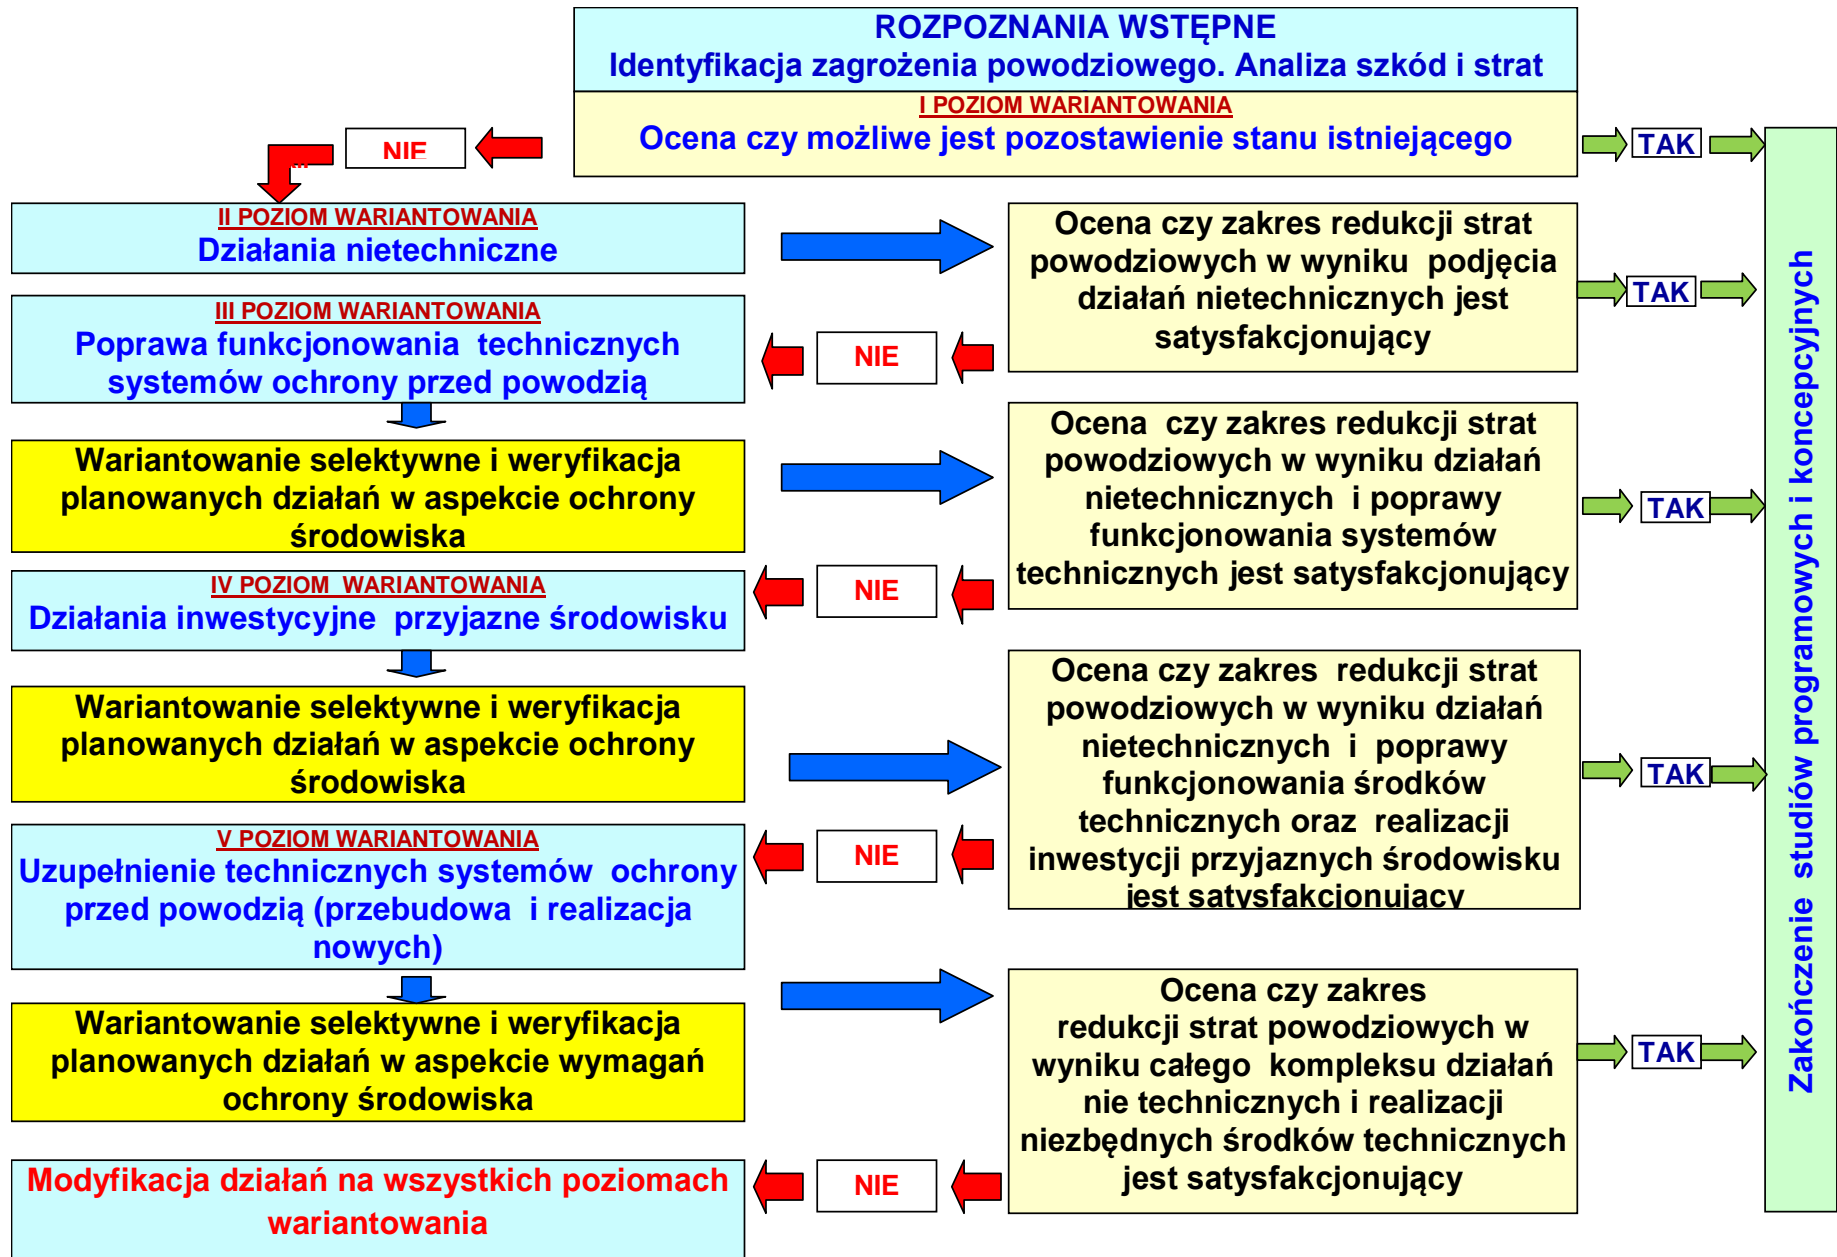 ROZPOZNANIA WSTĘPNE
Identyfikacja zagrożenia powodziowego. Analiza szkód i strat
I POZIOM WARIANTOWANIA
Ocena czy możliwe jest pozostawienie stanu istniejącego
NIE
TAK
II POZIOM WARIANTOWANIA
Działania nietechniczne
Ocena czy zakres redukcji strat
powodziowych w wyniku podjęcia
działań nietechnicznych jest
satysfakcjonujący
TAK
III POZIOM WARIANTOWANIA
Poprawa funkcjonowania technicznych
systemów ochrony przed powodzią
NIE
Wariantowanie selektywne i weryfikacja
planowanych działań w aspekcie ochrony
środowiska
Ocena czy zakres redukcji strat
powodziowych w wyniku działań
nietechnicznych i poprawy
funkcjonowania systemów
technicznych jest satysfakcjonujący
TAK
IV POZIOM WARIANTOWANIA
Działania inwestycyjne przyjazne środowisku
NIE
Wariantowanie selektywne i weryfikacja
planowanych działań w aspekcie ochrony
środowiska
Ocena czy zakres redukcji strat
powodziowych w wyniku działań
nietechnicznych i poprawy
funkcjonowania środków
technicznych oraz realizacji
inwestycji przyjaznych środowisku
jest satysfakcjonujący
TAK
V POZIOM WARIANTOWANIA
Uzupełnienie technicznych systemów ochrony
przed powodzią (przebudowa i realizacja
nowych)
NIE
Wariantowanie selektywne i weryfikacja
planowanych działań w aspekcie wymagań
ochrony środowiska
Ocena czy zakres
redukcji strat powodziowych w
wyniku całego kompleksu działań
nie technicznych i realizacji
niezbędnych środków technicznych
jest satysfakcjonujący
TAK
Modyfikacja działań na wszystkich poziomach
wariantowania
NIE
Zakończenie studiów programowych i koncepcyjnych